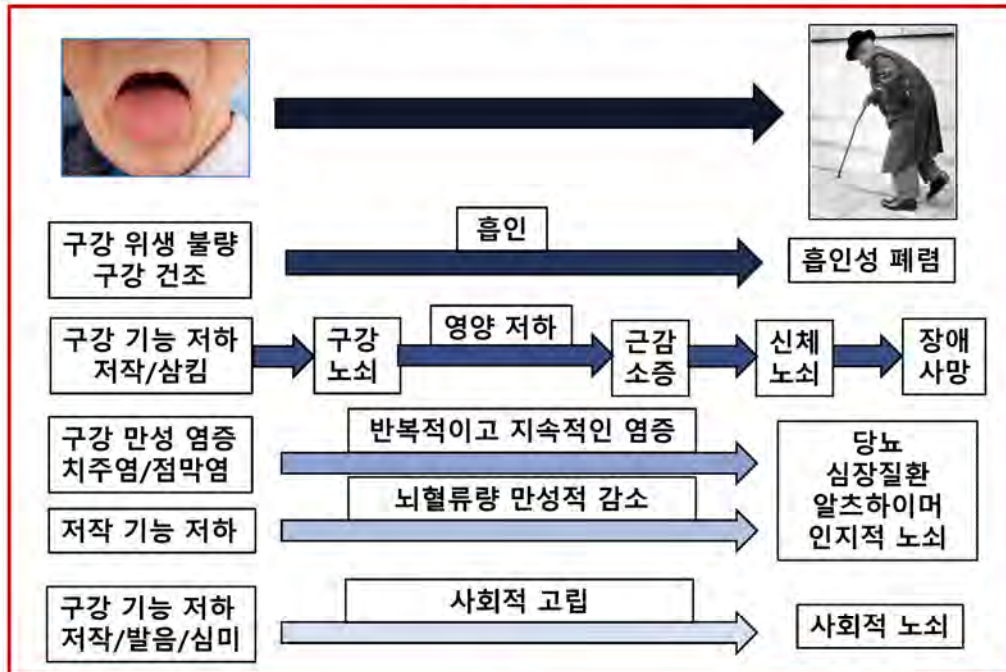 흡인
구강 위생 불량
구강 건조
흡인성 폐렴
영양 저하
구강 기능 저하
저작/삼킴
구강
노쇠
근감
소증
신체
노쇠
장애
사망
반복적이고 지속적인 염증
구강 만성 염증
치주염/점막염
뇌혈류량 만성적 감소
저작 기능 저하
당뇨
심장질환
알츠하이머
인지적 노쇠
사회적 고립
구강 기능 저하
저작/발음/심미
사회적 노쇠